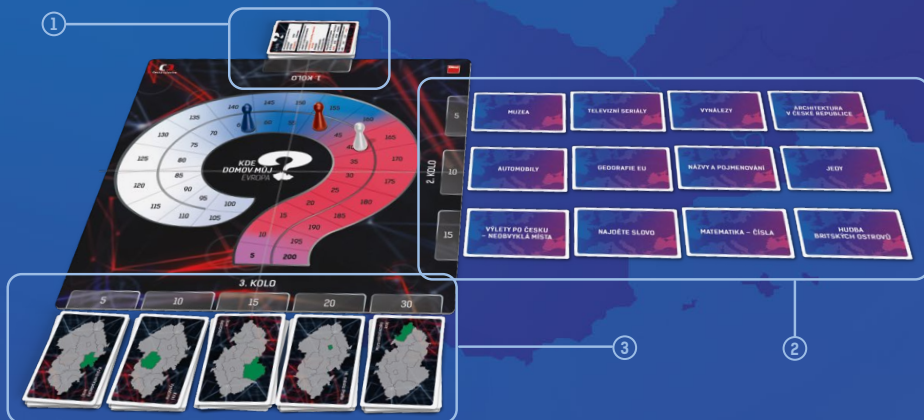 1
1. KOLO
140
145
150
155
160
135
130
70
45
165
125
75
40
170
80
35
120
85
KDE
DOMOV MŮJ
EVROPA
30
175
90
25
180
115
95
100
20
185
110
105
15
190
10
195
5
200
2. KOLO
5
10
15
MUZEA
TELEVIZNÍ SERIÁLY
VYNÁLEZY
ARCHITEKTURA
V ČESKÉ REPUBLICE
AUTOMOBILY
GEOGRAFIE EU
NÁZVY A POJMENOVÁNÍ
JEDY
VÝLETY PO ČESKU
– NEOBVYKLÁ MÍSTA
NAJDĚTE SLOVO
MATEMATIKA – ČÍSLA
HUDBA
BRITSKÝCH OSTROVŮ
3. KOLO
5
10
15
20
30
3
2